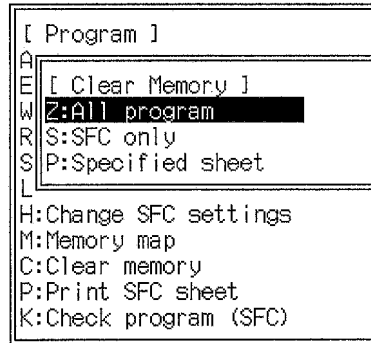 [ Program ]
A
E [ Clear Memory ]
W Z:All program
R S:SFC only
S P:Specified sheet
L
H:Change SFC settings
M:Memory map
C:Clear memory
P:Print SFC sheet
K:Check program (SFC)